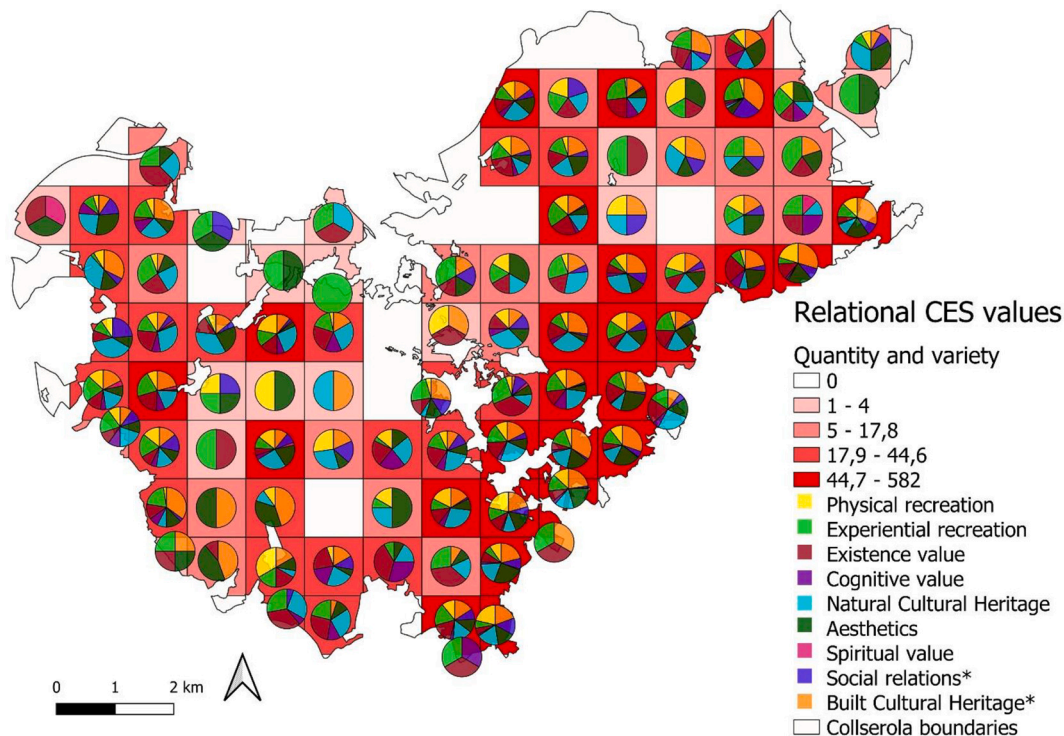 Relational CES values
Quantity and variety
0
1 - 4
5 - 17,8
17,9 - 44,6
44,7 - 582
Physical recreation
Experiential recreation
Existence value
Cognitive value
Natural Cultural Heritage
Aesthetics
Spiritual value
Social relations*
Built Cultural Heritage*
Collserola boundaries
0 1 2 km